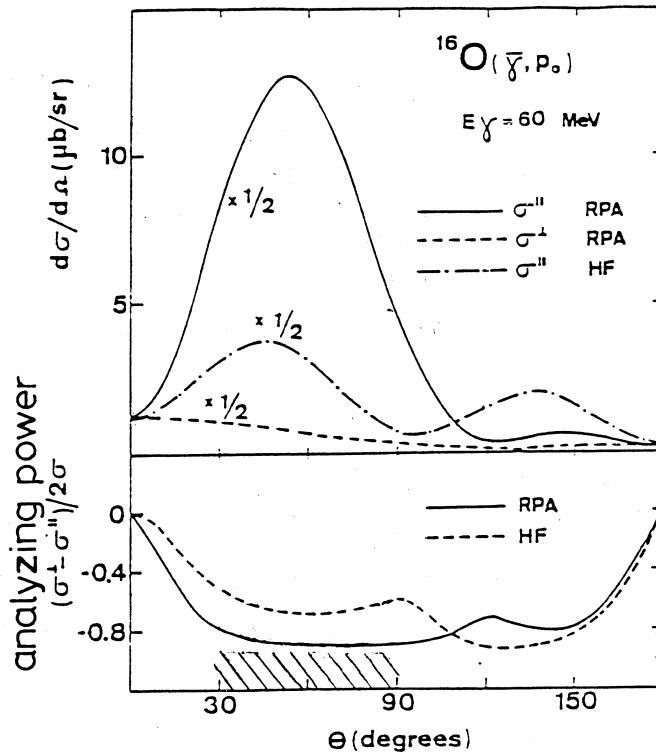 16O(γ̄, p₀)
Eγ = 60 MeV
dσ/dΩ (μb/sr)
10
5
× 1/2
× 1/2
× 1/2
σ" RPA
σ⊥ RPA
σ" HF
analyzing power
(σ⊥-σ")/2σ
0
-0.4
-0.8
RPA
HF
30
90
150
θ (degrees)